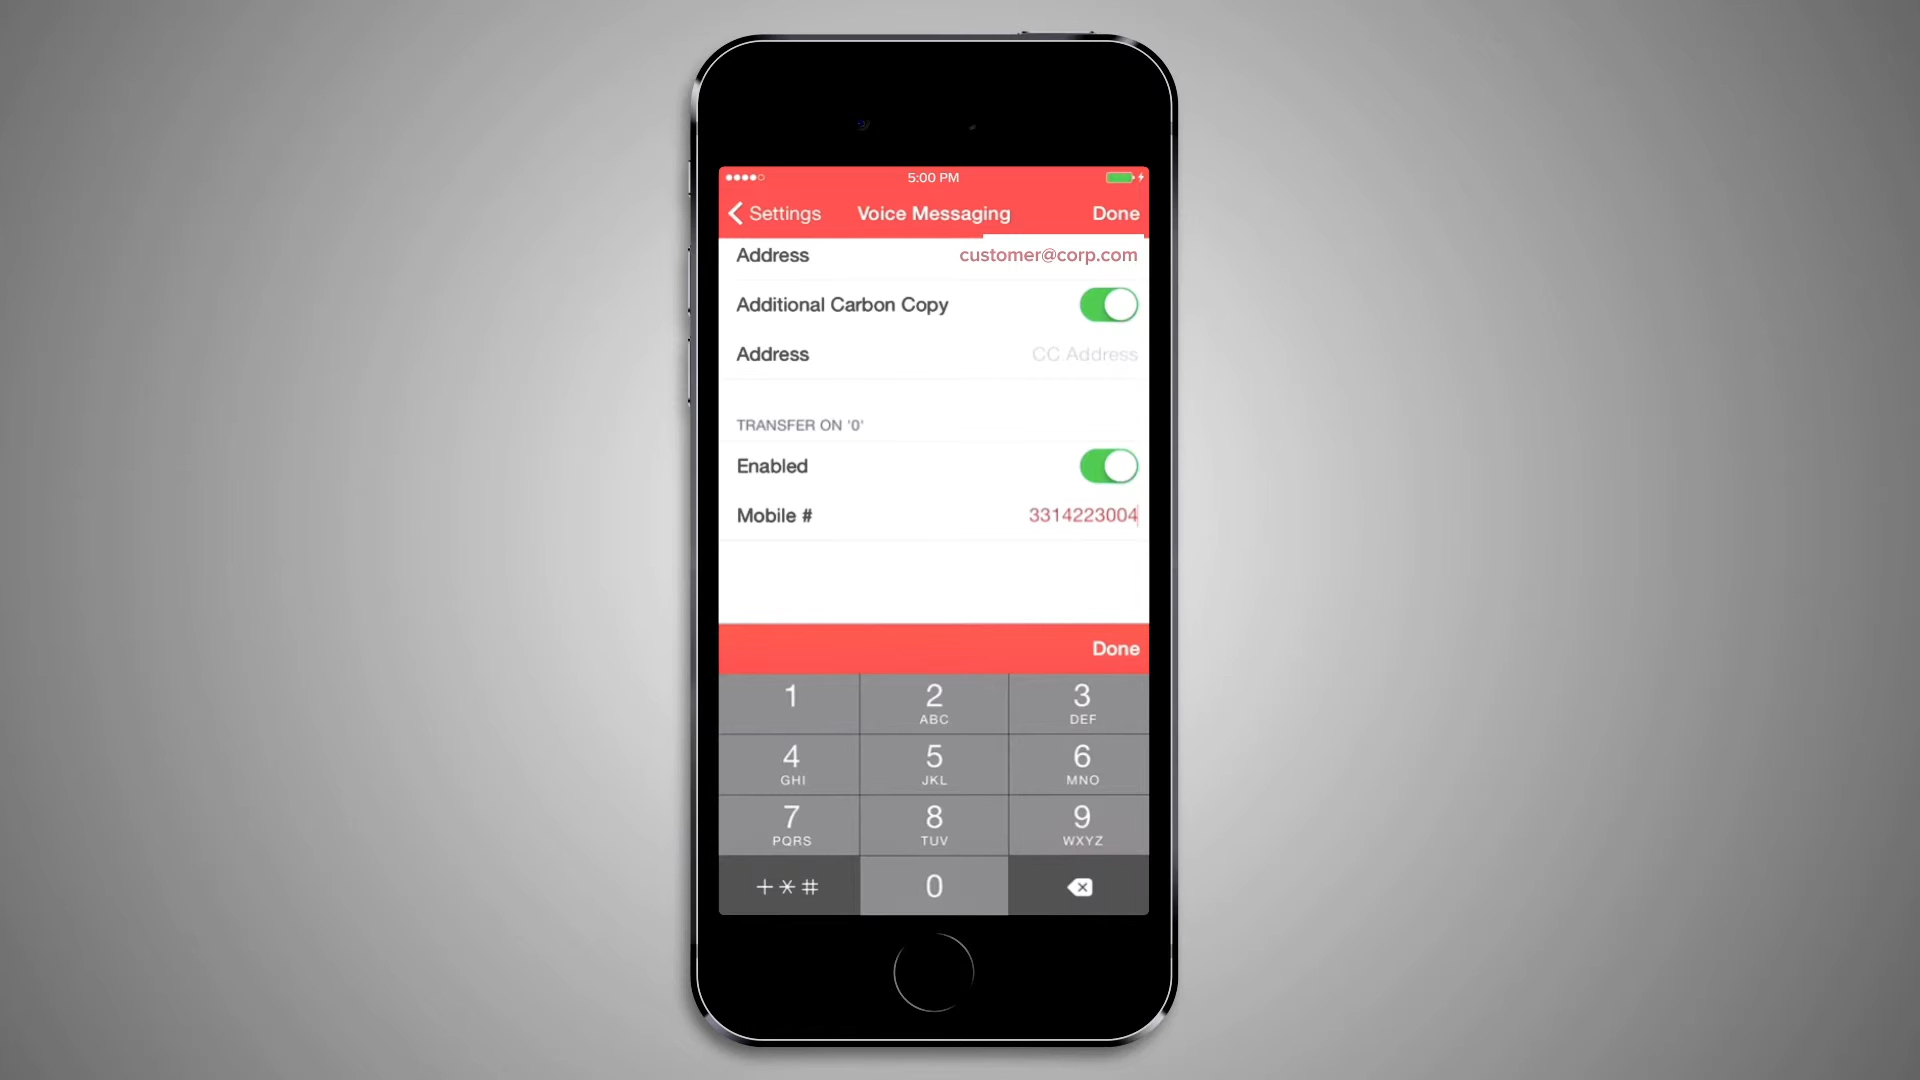 5:00 PM
Settings Voice Messaging Done
Address customer@corp.com
Additional Carbon Copy
Address CC Address
TRANSFER ON '0'
Enabled
Mobile # 3314223004
Done
1 2 3
ABC DEF
4 5 6
GHI JKL MNO
7 8 9
PQRS TUV WXYZ
+*# 0